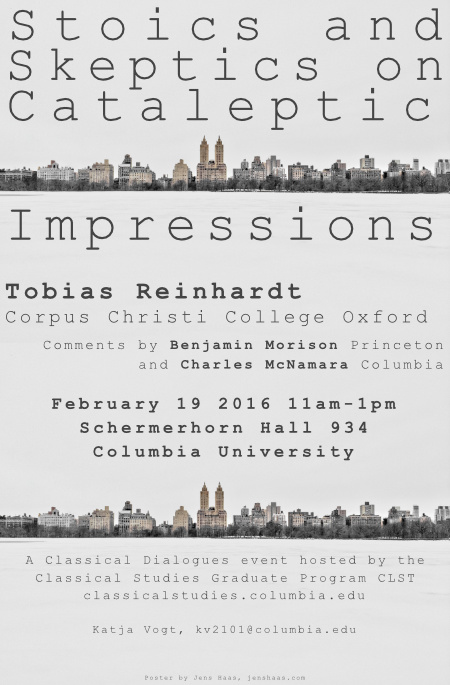 Stoics and
Skeptics on
Cataleptic
Impressions
Tobias Reinhardt
Corpus Christi College Oxford
Comments by Benjamin Morison Princeton
and Charles McNamara Columbia
February 19 2016 11am-1pm
Schermerhorn Hall 934
Columbia University
A Classical Dialogues event hosted by the
Classical Studies Graduate Program CLST
classicalstudies.columbia.edu
Katja Vogt, kv2101@columbia.edu
Poster by Jens Haas, jenshaas.com